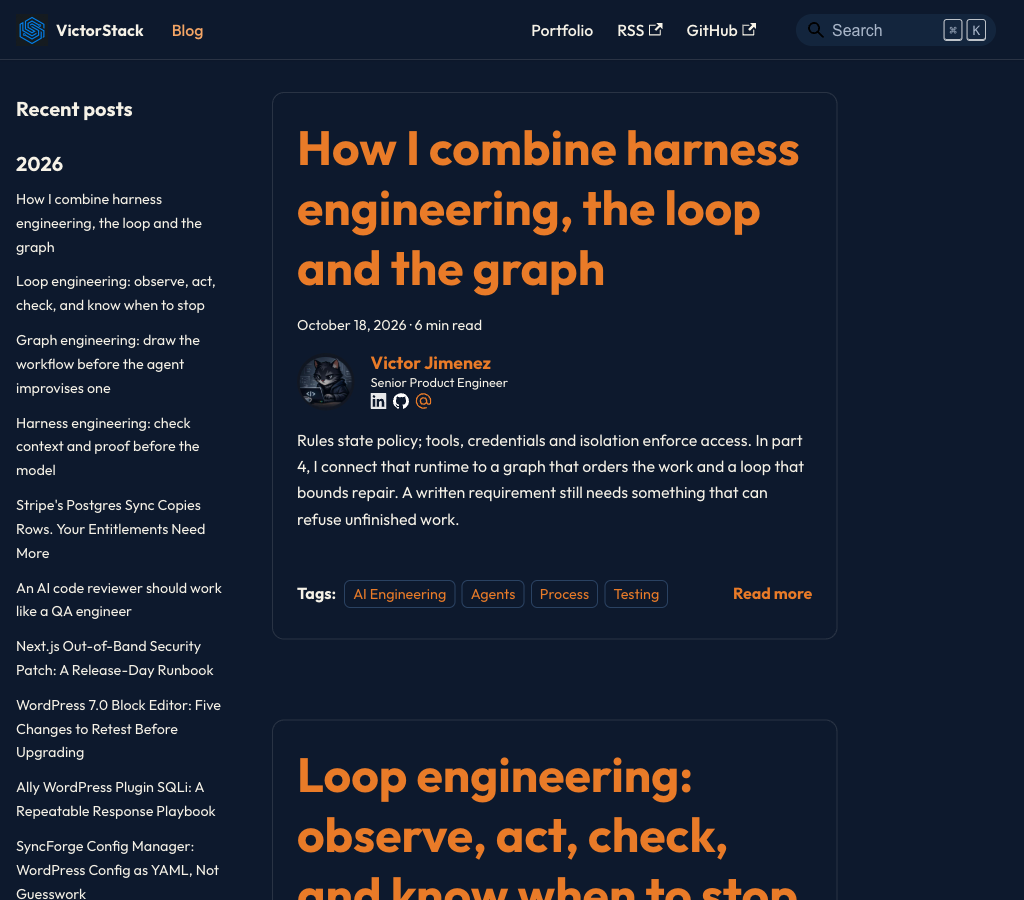 VictorStack
Blog
Portfolio
RSS
GitHub
Search
⌘ K
Recent posts
2026
How I combine harness
engineering, the loop and the
graph
Loop engineering: observe, act,
check, and know when to stop
Graph engineering: draw the
workflow before the agent
improvises one
Harness engineering: check
context and proof before the
model
Stripe's Postgres Sync Copies
Rows. Your Entitlements Need
More
An AI code reviewer should work
like a QA engineer
Next.js Out-of-Band Security
Patch: A Release-Day Runbook
WordPress 7.0 Block Editor: Five
Changes to Retest Before
Upgrading
Ally WordPress Plugin SQLi: A
Repeatable Response Playbook
SyncForge Config Manager:
WordPress Config as YAML, Not
Guesswork
How I combine harness
engineering, the loop
and the graph
October 18, 2026 · 6 min read
Victor Jimenez
Senior Product Engineer
Rules state policy; tools, credentials and isolation enforce access. In part
4, I connect that runtime to a graph that orders the work and a loop that
bounds repair. A written requirement still needs something that can
refuse unfinished work.
Tags: AI Engineering Agents Process Testing Read more
Loop engineering:
observe, act, check,
and know when to stop